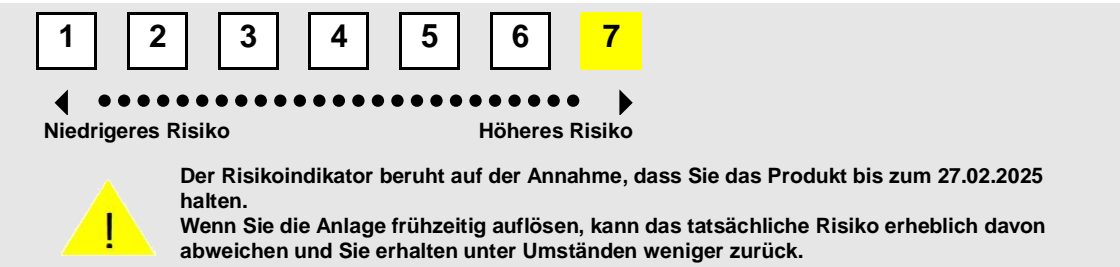 1 2 3 4 5 6 7
Niedrigeres Risiko Höheres Risiko
Der Risikoindikator beruht auf der Annahme, dass Sie das Produkt bis zum 27.02.2025
halten.
Wenn Sie die Anlage frühzeitig auflösen, kann das tatsächliche Risiko erheblich davon
abweichen und Sie erhalten unter Umständen weniger zurück.
!